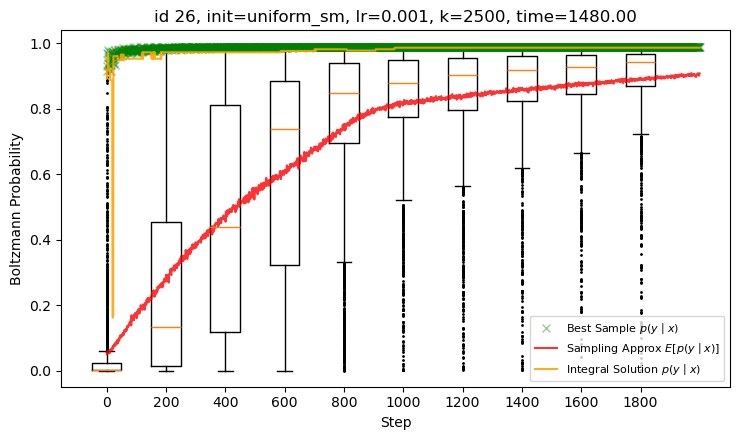 id 26, init=uniform_sm, lr=0.001, k=2500, time=1480.00
Boltzmann Probability
1.0
0.8
0.6
0.4
0.2
0.0
0 200 400 600 800 1000 1200 1400 1600 1800
Step
Best Sample p(y | x)
Sampling Approx E[p(y | x)]
Integral Solution p(y | x)